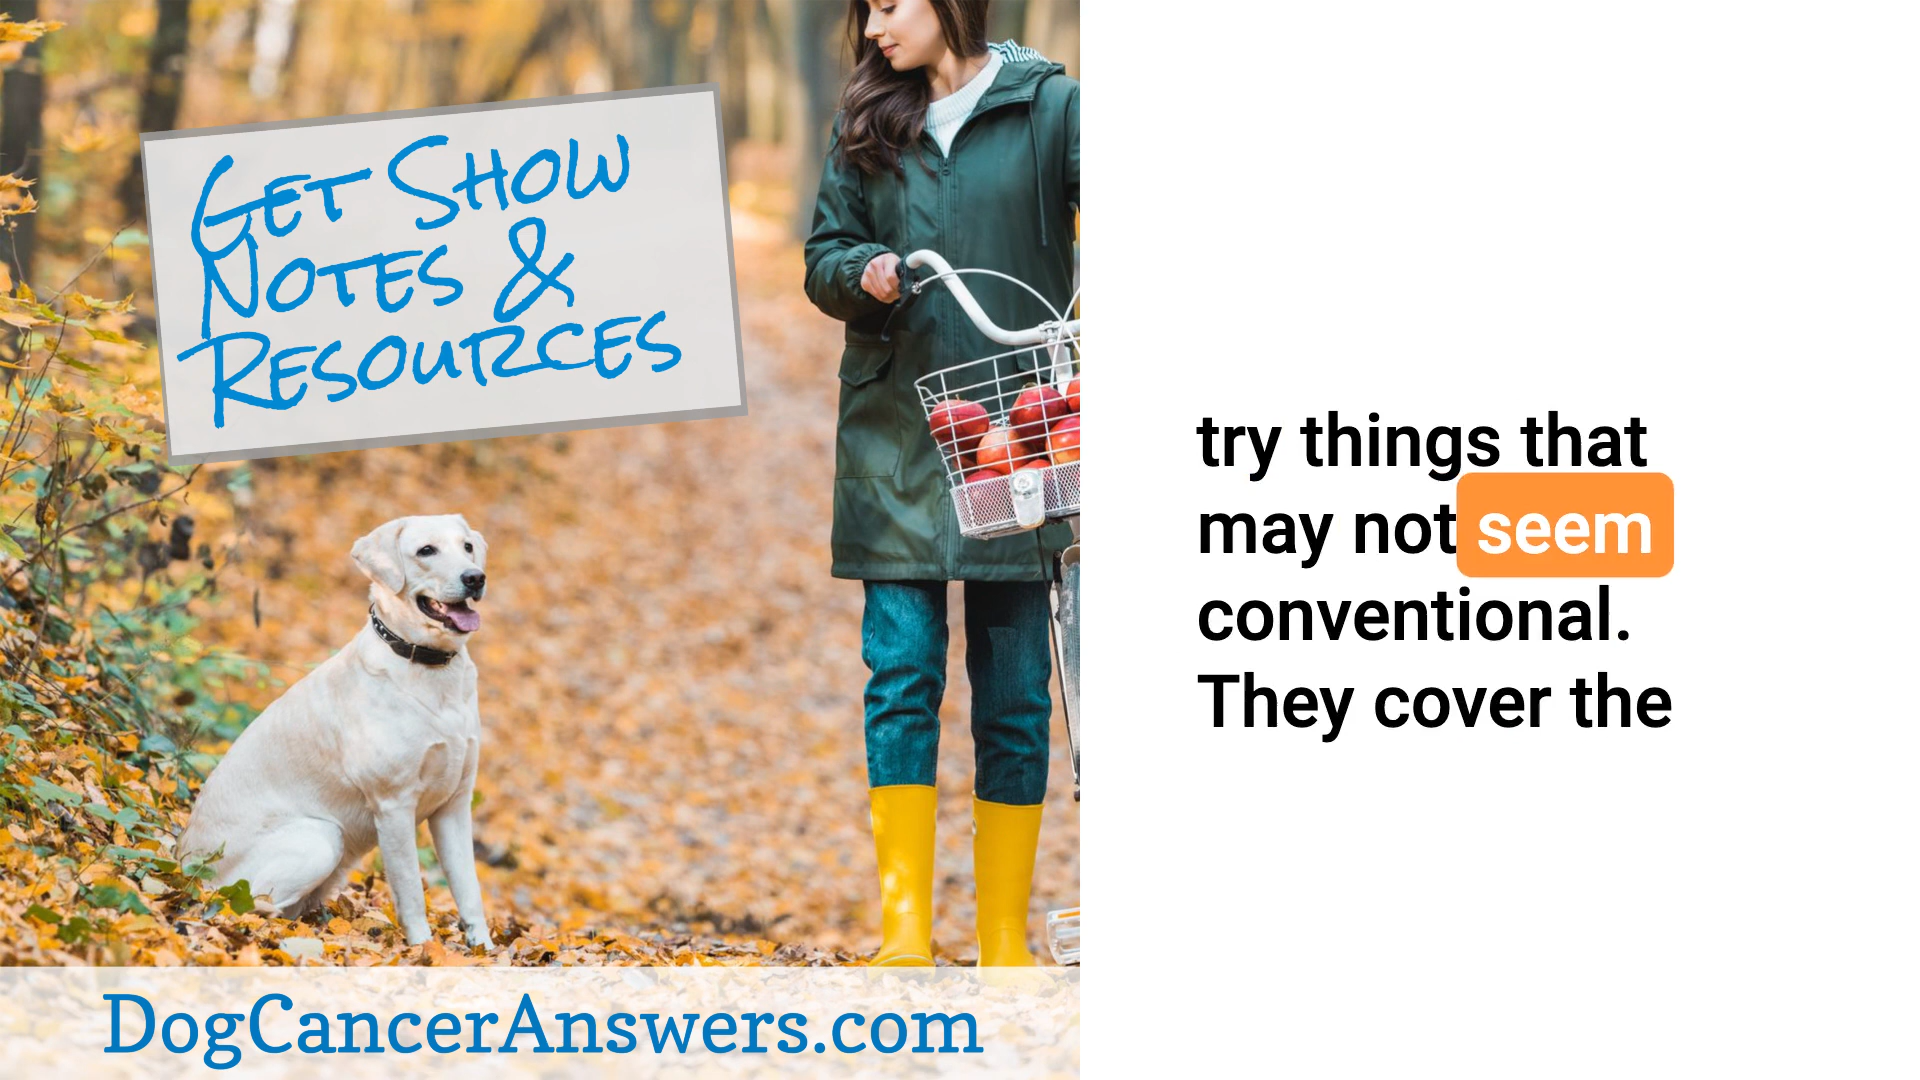 Get Show
Notes &
Resources
DogCancerAnswers.com
try things that
may not seem
conventional.
They cover the